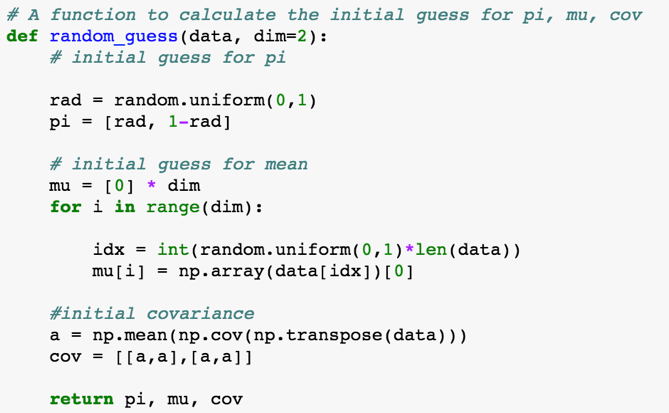 # A function to calculate the initial guess for pi, mu, cov
def random_guess(data, dim=2):
    # initial guess for pi
    rad = random.uniform(0,1)
    pi = [rad, 1-rad]
    # initial guess for mean
    mu = [0] * dim
    for i in range(dim):
        idx = int(random.uniform(0,1)*len(data))
        mu[i] = np.array(data[idx])[0]
    #initial covariance
    a = np.mean(np.cov(np.transpose(data)))
    cov = [[a,a],[a,a]]
    return pi, mu, cov